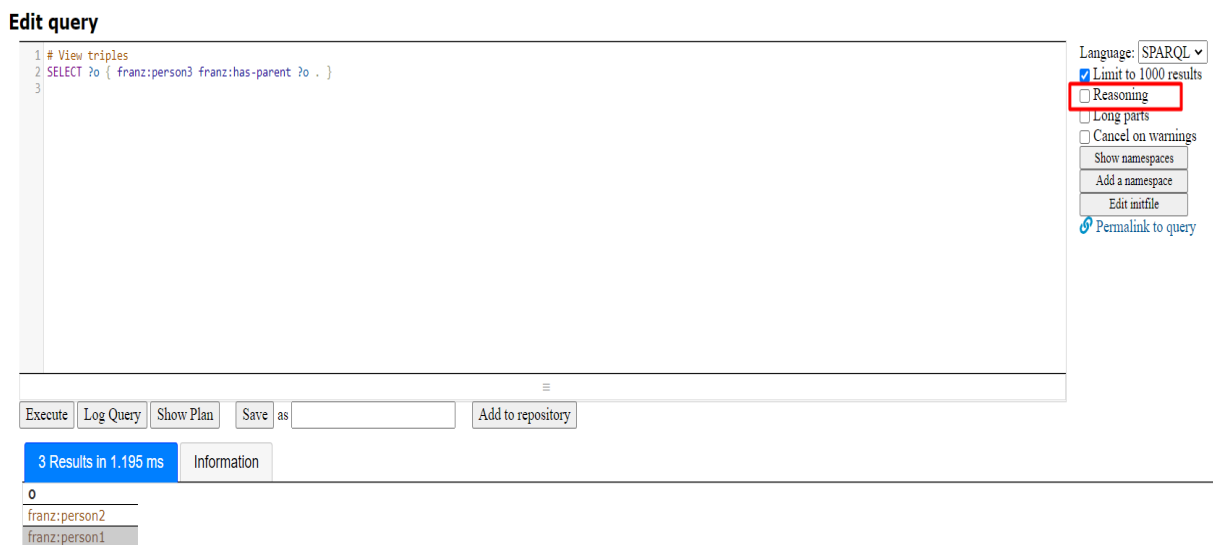 Edit query
1 # View triples
2 SELECT ?o { franz:person3 franz:has-parent ?o . }
3
Language: SPARQL
Limit to 1000 results
Reasoning
Long parts
Cancel on warnings
Show namespaces
Add a namespace
Edit initfile
Permalink to query
Execute Log Query Show Plan Save as Add to repository
3 Results in 1.195 ms Information
o
franz:person2
franz:person1